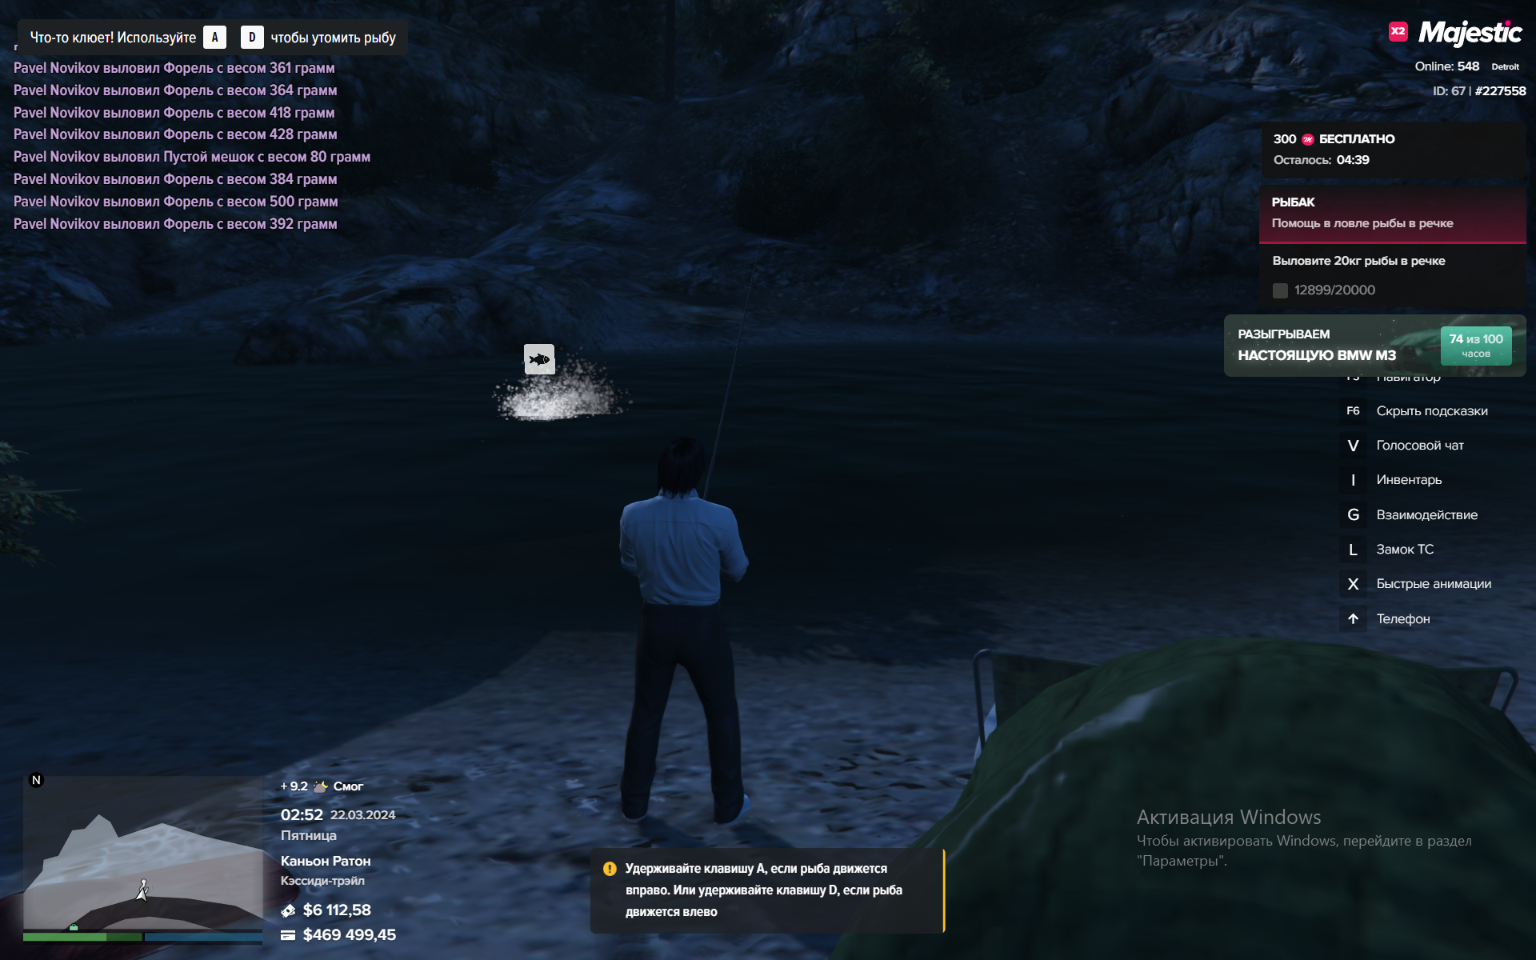 Что-то клюет! Используйте A D чтобы утомить рыбу
Pavel Novikov выловил Форель с весом 361 грамм
Pavel Novikov выловил Форель с весом 364 грамм
Pavel Novikov выловил Форель с весом 418 грамм
Pavel Novikov выловил Форель с весом 428 грамм
Pavel Novikov выловил Пустой мешок с весом 80 грамм
Pavel Novikov выловил Форель с весом 384 грамм
Pavel Novikov выловил Форель с весом 500 грамм
Pavel Novikov выловил Форель с весом 392 грамм
X2 Majestic
Online: 548 Detroit
ID: 67 | #227558
300 БЕСПЛАТНО
Осталось: 04:39
РЫБАК
Помощь в ловле рыбы в речке
Выловите 20кг рыбы в речке
12899/20000
РАЗЫГРЫВАЕМ
НАСТОЯЩУЮ BMW M3
74 из 100
часов
Навигатор
F6 Скрыть подсказки
V Голосовой чат
I Инвентарь
G Взаимодействие
L Замок ТС
X Быстрые анимации
Телефон
N
+ 9.2 Смог
02:52 22.03.2024
Пятница
Каньон Ратон
Кэссиди-трэйл
$6 112,58
$469 499,45
Удерживайте клавишу A, если рыба движется
вправо. Или удерживайте клавишу D, если рыба
движется влево
Активация Windows
Чтобы активировать Windows, перейдите в раздел
"Параметры".